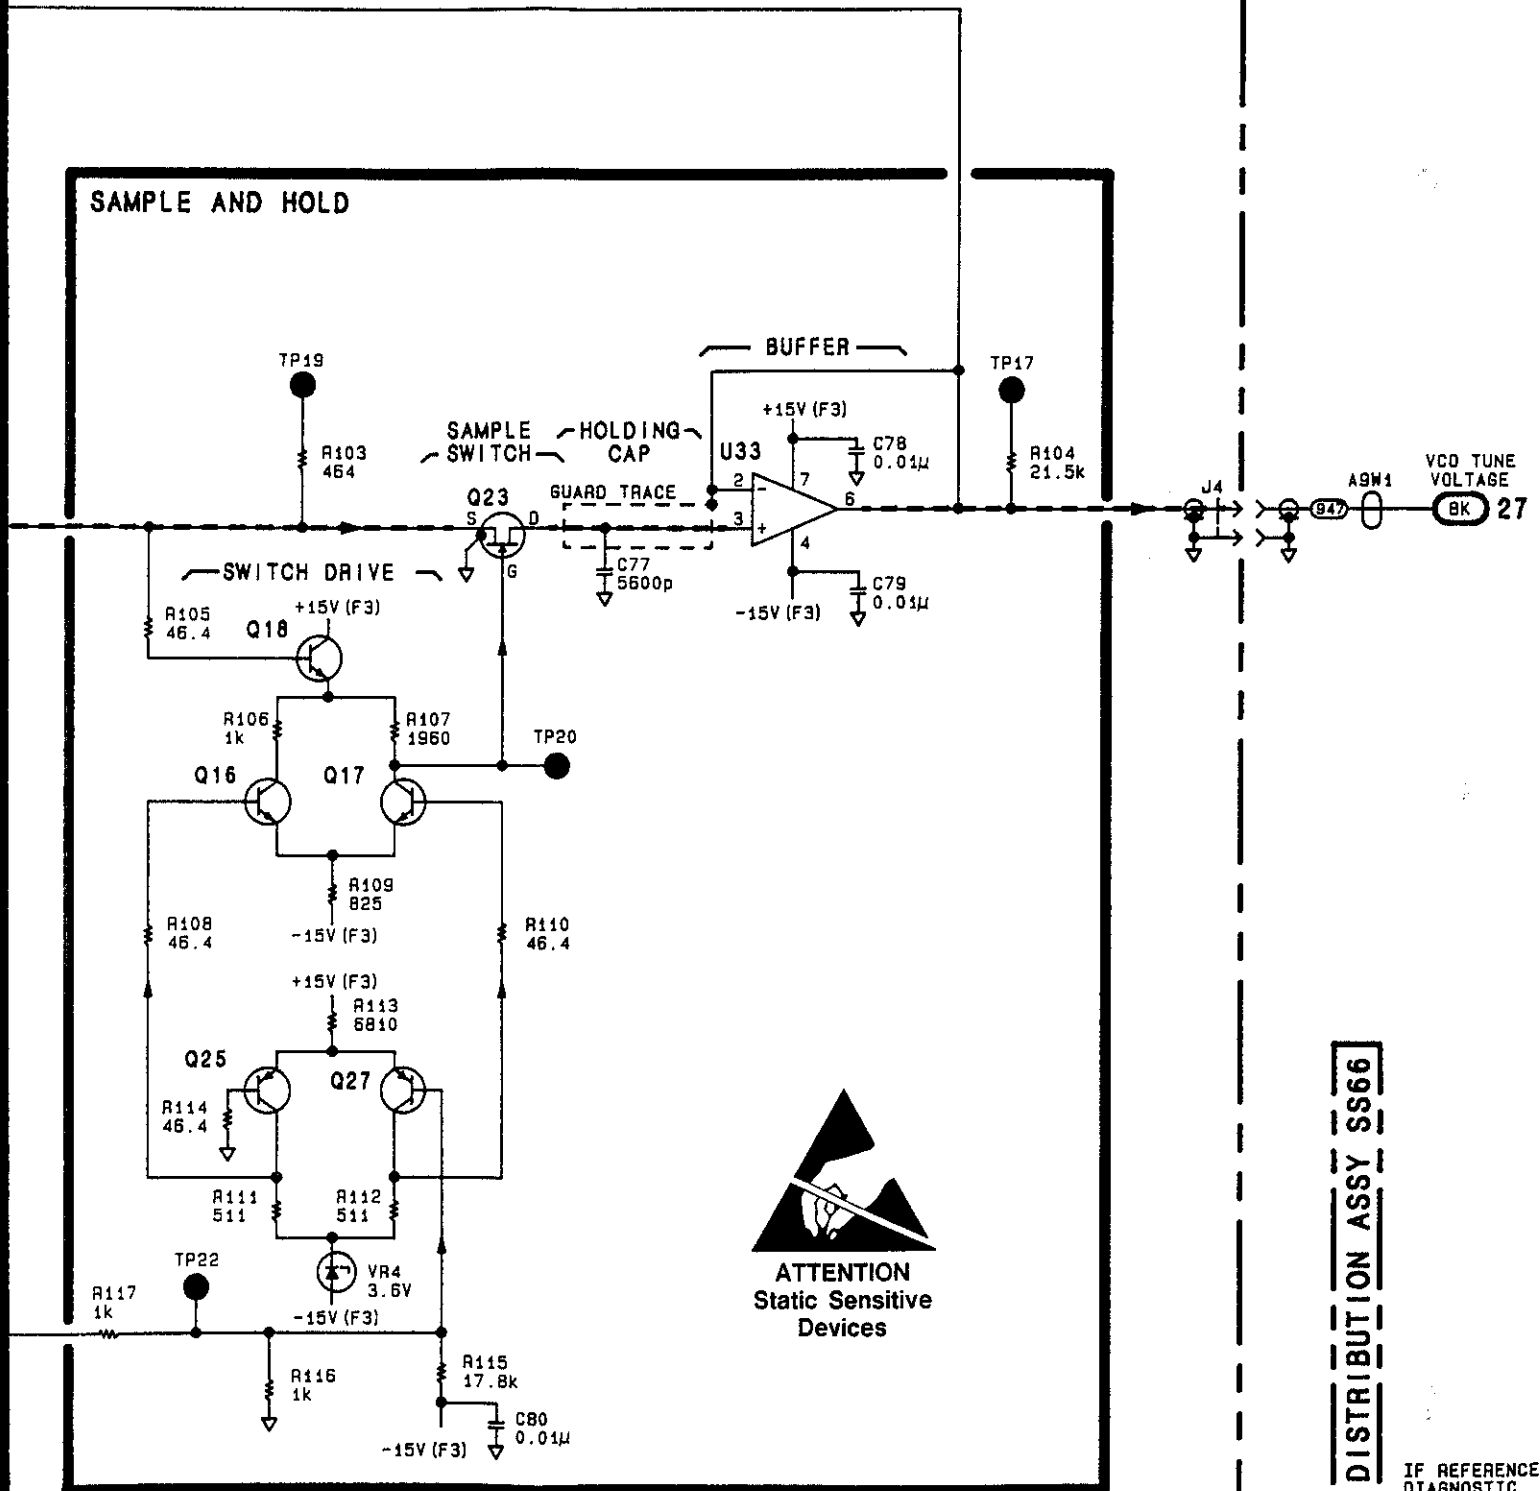 SAMPLE AND HOLD
TP19
BUFFER
TP17
+15V(F3)
SAMPLE
SWITCH
HOLDING
CAP
U33
C78
0.01µ
R103
464
R104
21.5k
VCO TUNE
VOLTAGE
Q23
GUARD TRACE
2
-
7
6
J4
A9W1
947
BK
27
S
D
3
+
4
G
C77
5600p
C79
0.01µ
-15V(F3)
SWITCH DRIVE
+15V(F3)
R105
46.4
Q18
R106
1k
R107
1960
TP20
Q16
Q17
R109
825
R108
46.4
-15V(F3)
R110
46.4
+15V(F3)
R113
6810
Q25
Q27
R114
46.4
R111
511
R112
511
TP22
VR4
3.6V
R117
1k
-15V(F3)
R116
1k
R115
17.8k
C80
0.01µ
-15V(F3)
ATTENTION
Static Sensitive
Devices
DISTRIBUTION ASSY SS66
IF REFERENCE
DIAGNOSTIC